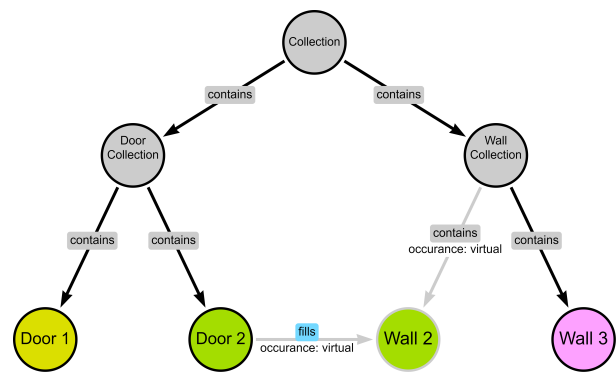 Collection
contains
contains
Door
Collection
Wall
Collection
contains
contains
contains
occurance: virtual
contains
Door 1
Door 2
fills
occurance: virtual
Wall 2
Wall 3